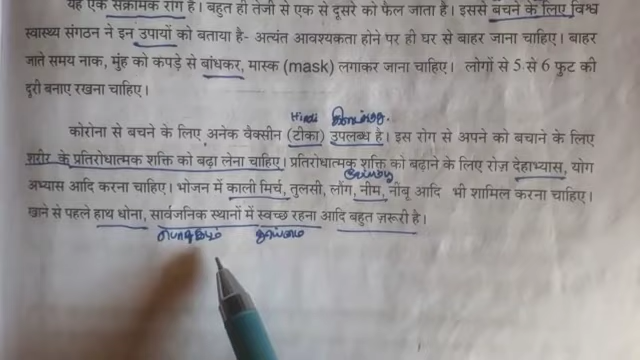 यह एक संक्रामक रोग है। बहुत ही तेजी से एक से दूसरे को फैल जाता है। इससे बचने के लिए विश्व
स्वास्थ्य संगठन ने इन उपायों को बताया है- अत्यंत आवश्यकता होने पर ही घर से बाहर जाना चाहिए। बाहर
जाते समय नाक, मुंह को कपड़े से बांधकर, मास्क (mask) लगाकर जाना चाहिए। लोगों से 5 से 6 फुट की
दूरी बनाए रखना चाहिए।
Hindi
कोरोना से बचने के लिए अनेक वैक्सीन (टीका) उपलब्ध है। इस रोग से अपने को बचाने के लिए
शरीर के प्रतिरोधात्मक शक्ति को बढ़ा लेना चाहिए। प्रतिरोधात्मक शक्ति को बढ़ाने के लिए रोज़ देहाभ्यास, योग
अभ्यास आदि करना चाहिए। भोजन में काली मिर्च, तुलसी, लौंग, नीम, नींबू आदि भी शामिल करना चाहिए।
खाने से पहले हाथ धोना, सार्वजनिक स्थानों में स्वच्छ रहना आदि बहुत ज़रूरी है।
தூய்மை